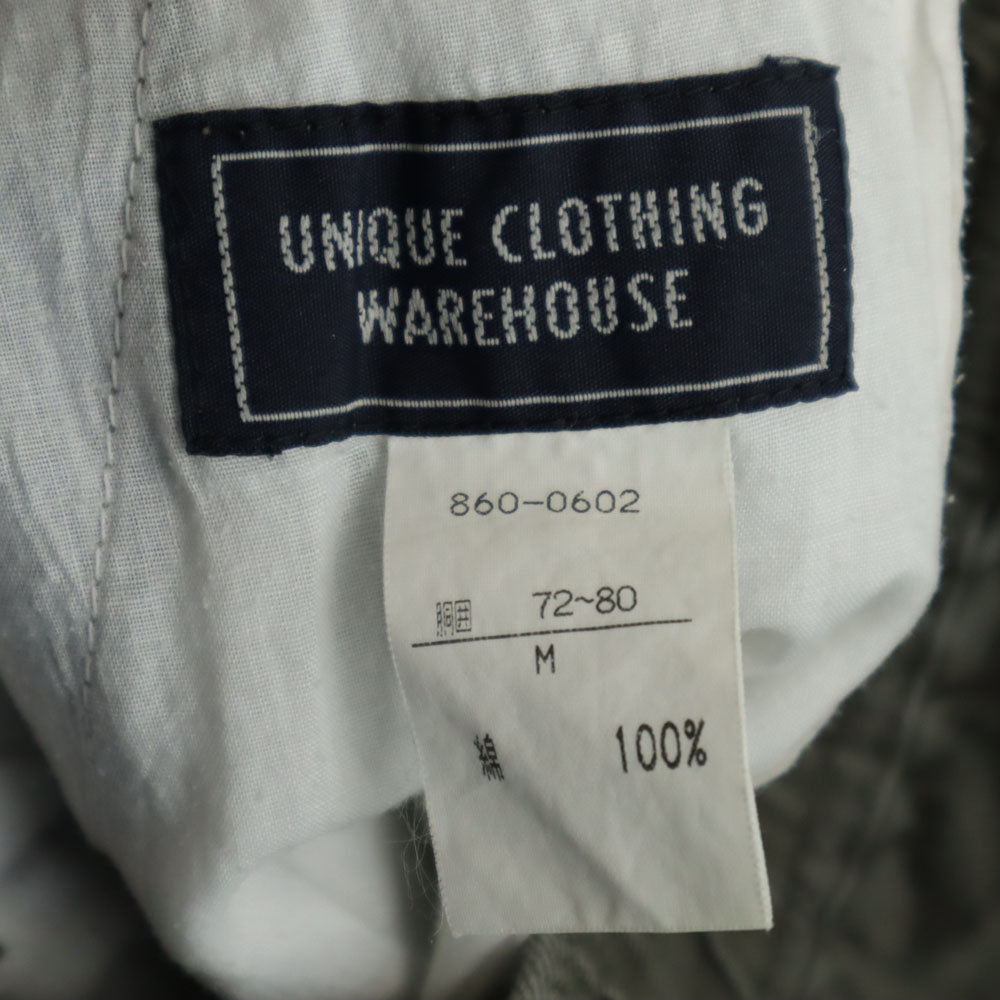 UNIQUE CLOTHING
WAREHOUSE
860-0602
胴囲 72~80
M
綿 100%